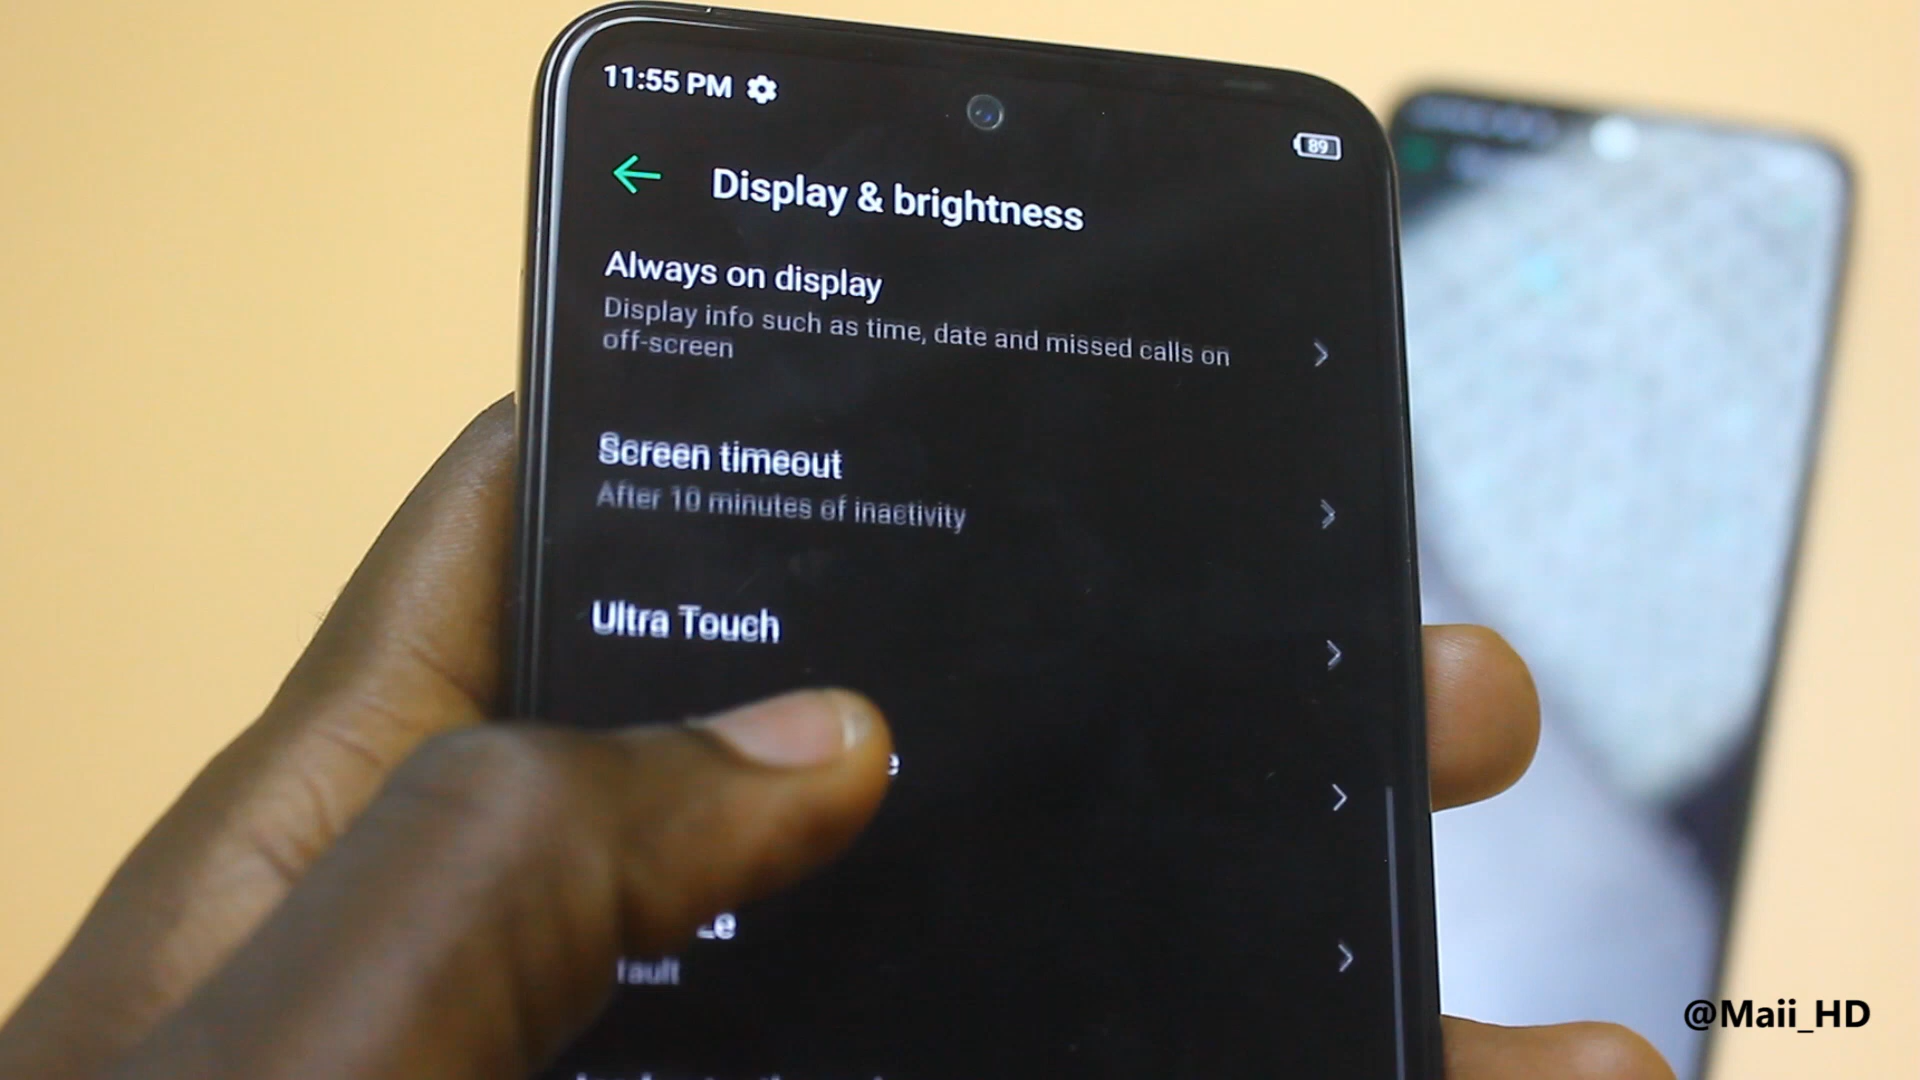 11:55 PM
89
Display & brightness
Always on display
Display info such as time, date and missed calls on
off-screen
Screen timeout
After 10 minutes of inactivity
Ultra Touch
@Maii_HD